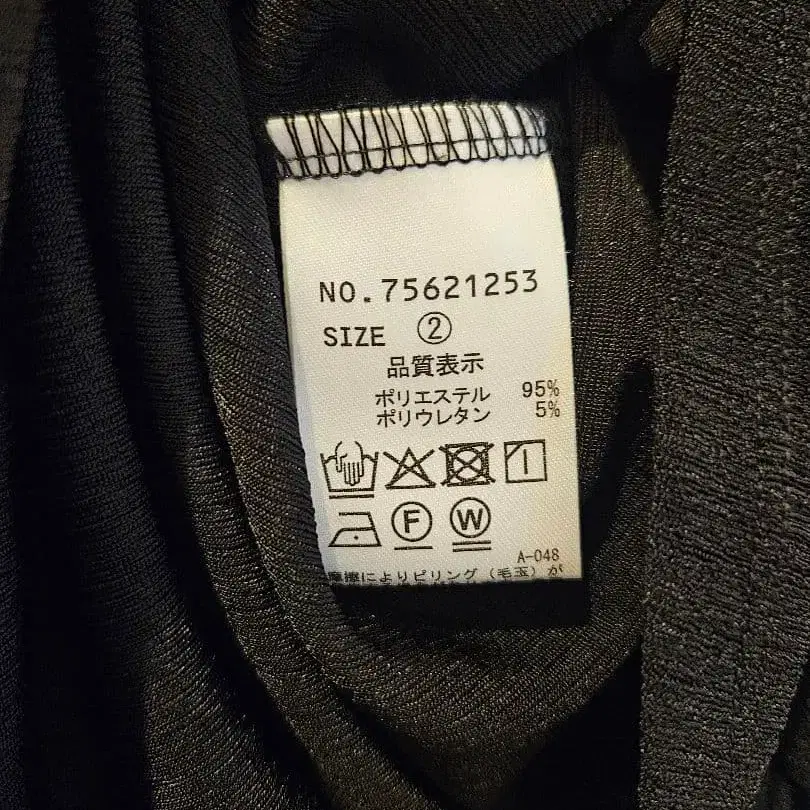 NO.75621253
SIZE ②
品質表示
ポリエステル 95%
ポリウレタン 5%
F W
A-048
摩擦によりピリング(毛玉)が